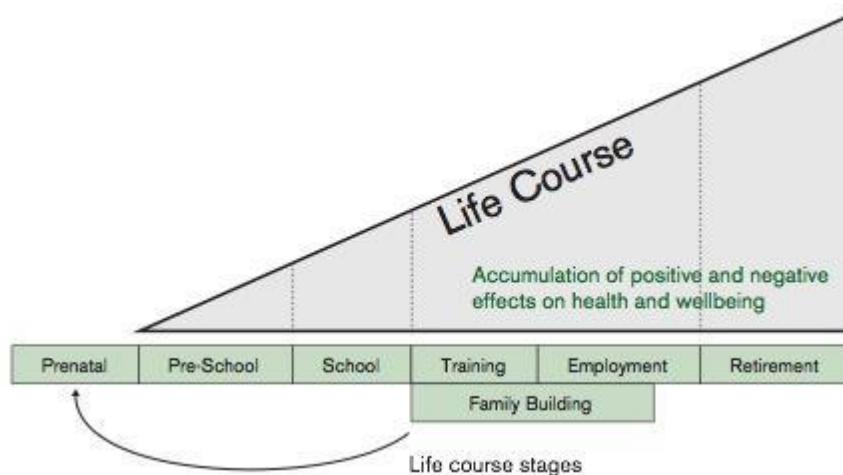 Life Course
Accumulation of positive and negative
effects on health and wellbeing
Prenatal
Pre-School
School
Training
Employment
Retirement
Family Building
Life course stages